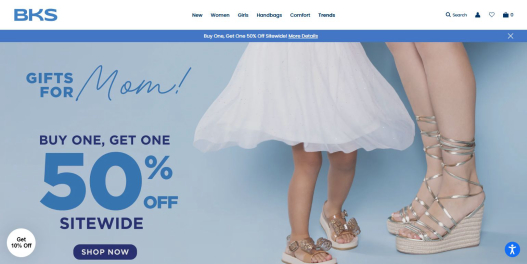 BKS
New Women Girls Handbags Comfort Trends
Search
0
Buy One, Get One 50% Off Sitewide! More Details
GIFTS
FOR Mom!
BUY ONE, GET ONE
50%
OFF
SITEWIDE
SHOP NOW
Get
10% Off